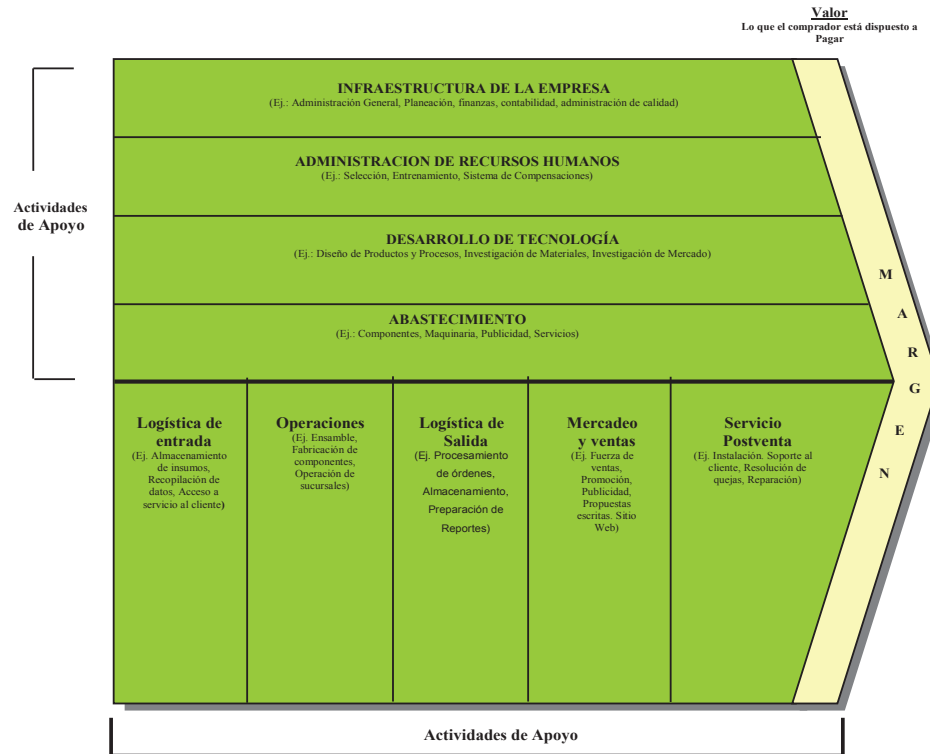 Valor
Lo que el comprador está dispuesto a
Pagar
INFRAESTRUCTURA DE LA EMPRESA
(Ej.: Administración General, Planeación, finanzas, contabilidad, administración de calidad)
ADMINISTRACION DE RECURSOS HUMANOS
(Ej.: Selección, Entrenamiento, Sistema de Compensaciones)
Actividades
de Apoyo
DESARROLLO DE TECNOLOGÍA
(Ej.: Diseño de Productos y Procesos, Investigación de Materiales, Investigación de Mercado)
ABASTECIMIENTO
(Ej.: Componentes, Maquinaria, Publicidad, Servicios)
M
A
R
G
E
N
Logística de
entrada
(Ej. Almacenamiento
de insumos,
Recopilación de
datos, Acceso a
servicio al cliente)
Operaciones
(Ej. Ensamble,
Fabricación de
componentes,
Operación de
sucursales)
Logística de
Salida
(Ej. Procesamiento
de órdenes,
Almacenamiento,
Preparación de
Reportes)
Mercadeo
y ventas
(Ej. Fuerza de
ventas,
Promoción,
Publicidad,
Propuestas
escritas. Sitio
Web)
Servicio
Postventa
(Ej. Instalación. Soporte al
cliente, Resolución de
quejas, Reparación)
Actividades de Apoyo